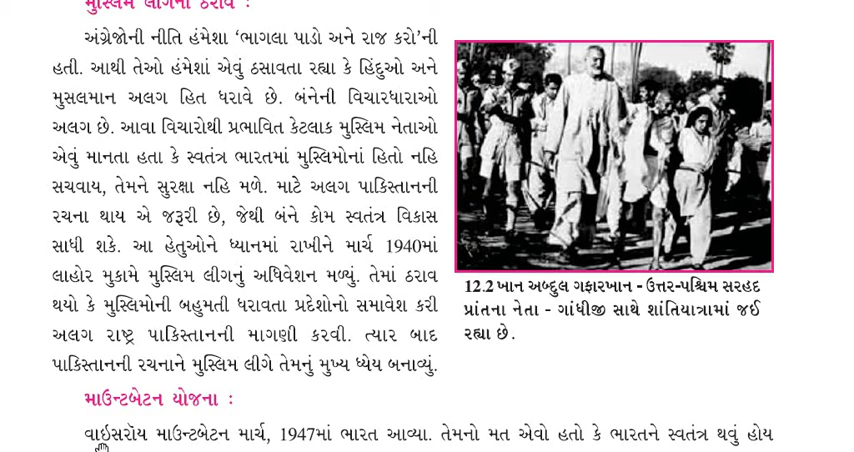 મુસ્લિમ લીગનો ઠરાવ :
અંગ્રેજોની નીતિ હંમેશા ‘ભાગલા પાડો અને રાજ કરો’ની
હતી. આથી તેઓ હંમેશાં એવું ઠસાવતા રહ્યા કે હિંદુઓ અને
મુસલમાન અલગ હિત ધરાવે છે. બંનેની વિચારધારાઓ
અલગ છે. આવા વિચારોથી પ્રભાવિત કેટલાક મુસ્લિમ નેતાઓ
એવું માનતા હતા કે સ્વતંત્ર ભારતમાં મુસ્લિમોનાં હિતો નહિ
સચવાય, તેમને સુરક્ષા નહિ મળે. માટે અલગ પાકિસ્તાનની
રચના થાય એ જરૂરી છે, જેથી બંને કોમ સ્વતંત્ર વિકાસ
સાધી શકે. આ હેતુઓને ધ્યાનમાં રાખીને માર્ચ 1940માં
લાહોર મુકામે મુસ્લિમ લીગનું અધિવેશન મળ્યું. તેમાં ઠરાવ
થયો કે મુસ્લિમોની બહુમતી ધરાવતા પ્રદેશોનો સમાવેશ કરી
અલગ રાષ્ટ્ર પાકિસ્તાનની માગણી કરવી. ત્યાર બાદ
પાકિસ્તાનની રચનાને મુસ્લિમ લીગે તેમનું મુખ્ય ધ્યેય બનાવ્યું.
12.2 ખાન અબ્દુલ ગફારખાન - ઉત્તર-પશ્ચિમ સરહદ
પ્રાંતના નેતા - ગાંધીજી સાથે શાંતિયાત્રામાં જઈ
રહ્યા છે.
માઉન્ટબેટન યોજના :
વાઇસરૉય માઉન્ટબેટન માર્ચ, 1947માં ભારત આવ્યા. તેમનો મત એવો હતો કે ભારતને સ્વતંત્ર થવું હોય